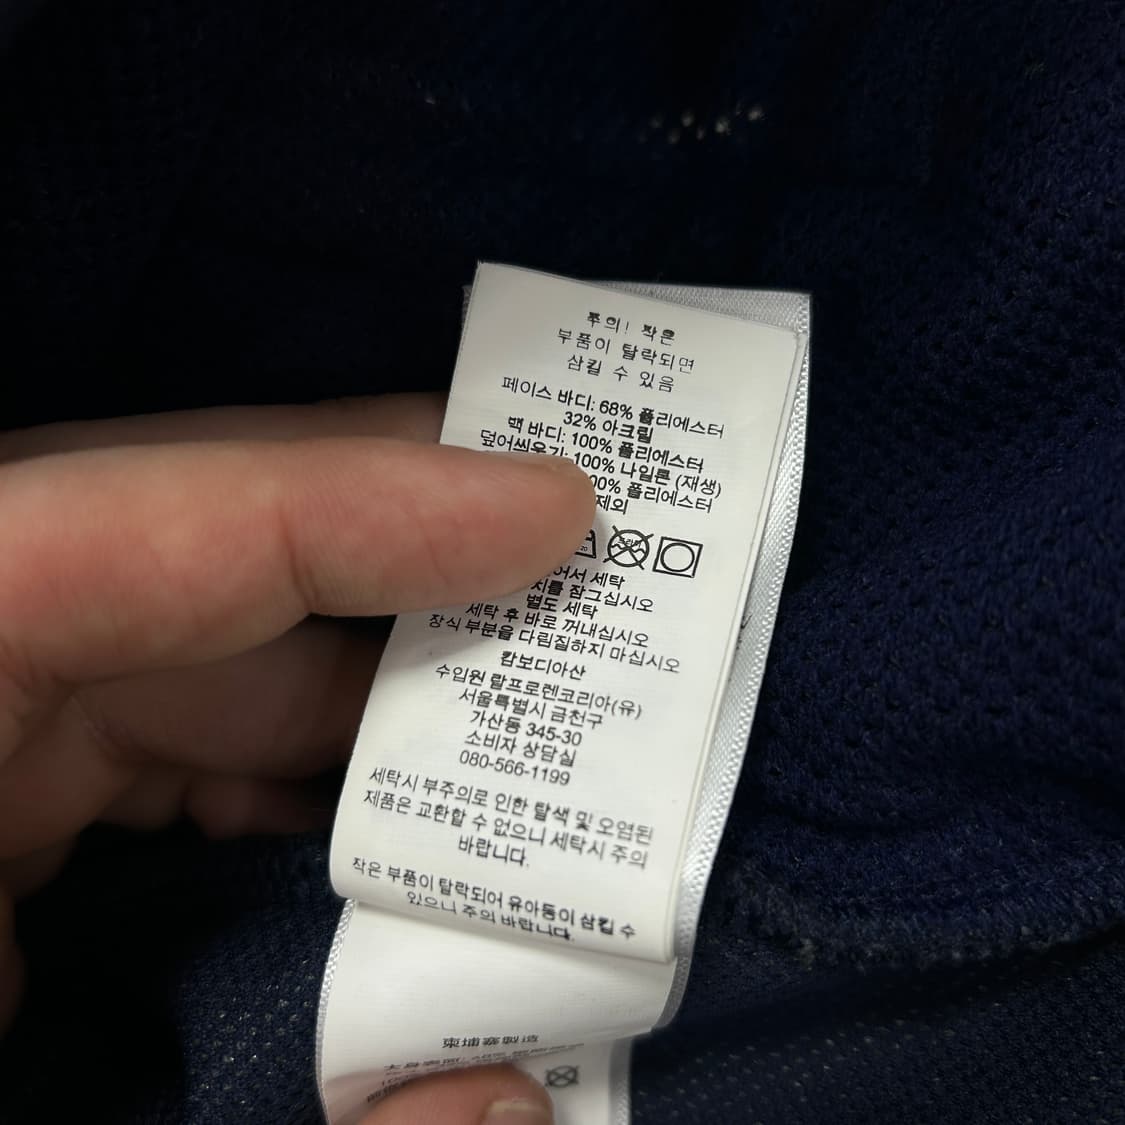 주의! 작은
부품이 탈락되면
삼킬 수 있음
페이스 바디: 68% 폴리에스터
32% 아크릴
백 바디: 100% 폴리에스터
덮어씌우기: 100% 나일론 (재생)
00% 폴리에스터
제외
어서 세탁
치를 잠그십시오
별도 세탁
세탁 후 바로 꺼내십시오
장식 부분을 다림질하지 마십시오
캄보디아산
수입원 랄프로렌코리아(유)
서울특별시 금천구
가산동 345-30
소비자 상담실
080-566-1199
세탁시 부주의로 인한 탈색 및 오염된
제품은 교환할 수 없으니 세탁시 주의
바랍니다.
작은 부품이 탈락되어 유아동이 삼킬 수
있으니 주의 바랍니다.
柬埔寨製造